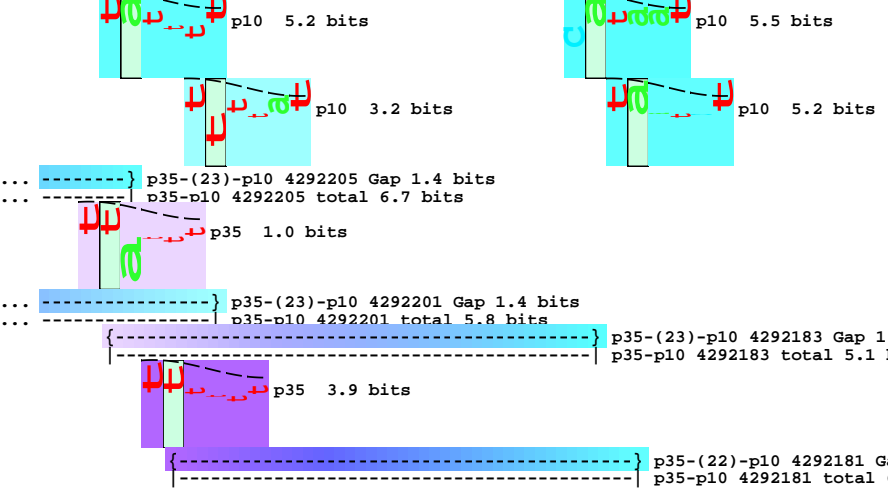 p10 5.2 bits
p10 5.5 bits
p10 3.2 bits
p10 5.2 bits
... -----------} p35-(23)-p10 4292205 Gap 1.4 bits
... ----------| p35-p10 4292205 total 6.7 bits
p35 1.0 bits
... ---------------------} p35-(23)-p10 4292201 Gap 1.4 bits
... --------------------| p35-p10 4292201 total 5.8 bits
{----------------------------------------------------------} p35-(23)-p10 4292183 Gap 1
|----------------------------------------------------------| p35-p10 4292183 total 5.1
p35 3.9 bits
{--------------------------------------------------------} p35-(22)-p10 4292181
|--------------------------------------------------------| p35-p10 4292181 total